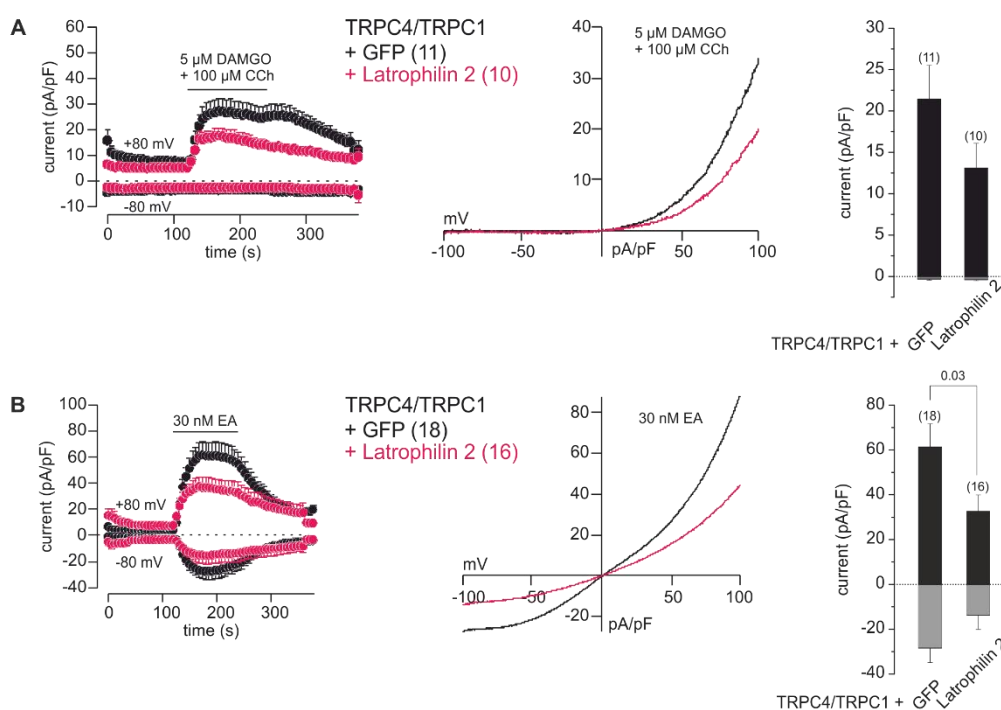 A
current (pA/pF)
60
50
40
30
20
10
0
-10
5 µM DAMGO
+ 100 µM CCh
+80 mV
-80 mV
0
100
200
300
time (s)
TRPC4/TRPC1
+ GFP (11)
+ Latrophilin 2 (10)
5 µM DAMGO
+ 100 µM CCh
40
30
20
10
mV
-100
-50
50
100
pA/pF
current (pA/pF)
30
25
20
15
10
5
0
(11)
(10)
TRPC4/TRPC1 +
GFP
Latrophilin 2
B
current (pA/pF)
100
80
60
40
20
0
-20
-40
30 nM EA
+80 mV
-80 mV
0
100
200
300
time (s)
TRPC4/TRPC1
+ GFP (18)
+ Latrophilin 2 (16)
30 nM EA
80
60
40
20
-20
mV
-100
-50
50
100
pA/pF
current (pA/pF)
80
60
40
20
0
-20
-40
0.03
(18)
(16)
TRPC4/TRPC1 +
GFP
Latrophilin 2